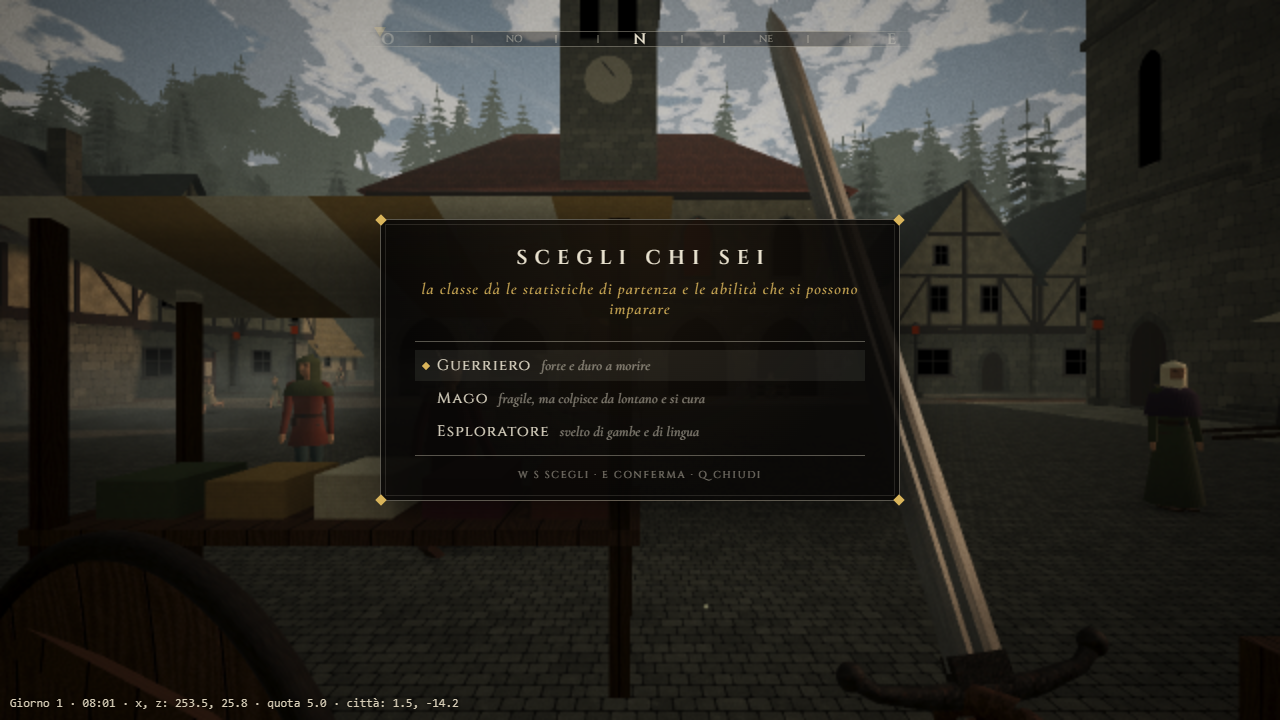 O NO N NE E
SCEGLI CHI SEI
la classe dà le statistiche di partenza e le abilità che si possono
imparare
Guerriero forte e duro a morire
Mago fragile, ma colpisce da lontano e si cura
Esploratore svelto di gambe e di lingua
W S SCEGLI · E CONFERMA · Q CHIUDI
Giorno 1 · 08:01 · x, z: 253.5, 25.8 · quota 5.0 · città: 1.5, -14.2